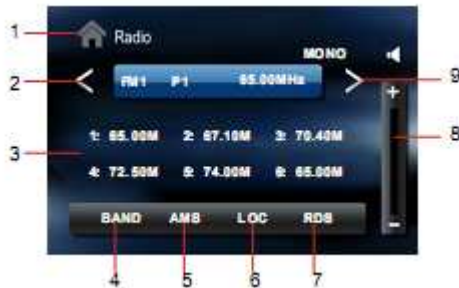 1 Radio
MONO
2 FM1 P1 65.00MHz 9
+
1: 65.00M 2: 67.10M 3: 70.40M
8
3
4: 72.50M 5: 74.00M 6: 65.00M
BAND AMS LOC RDS -
4 5 6 7